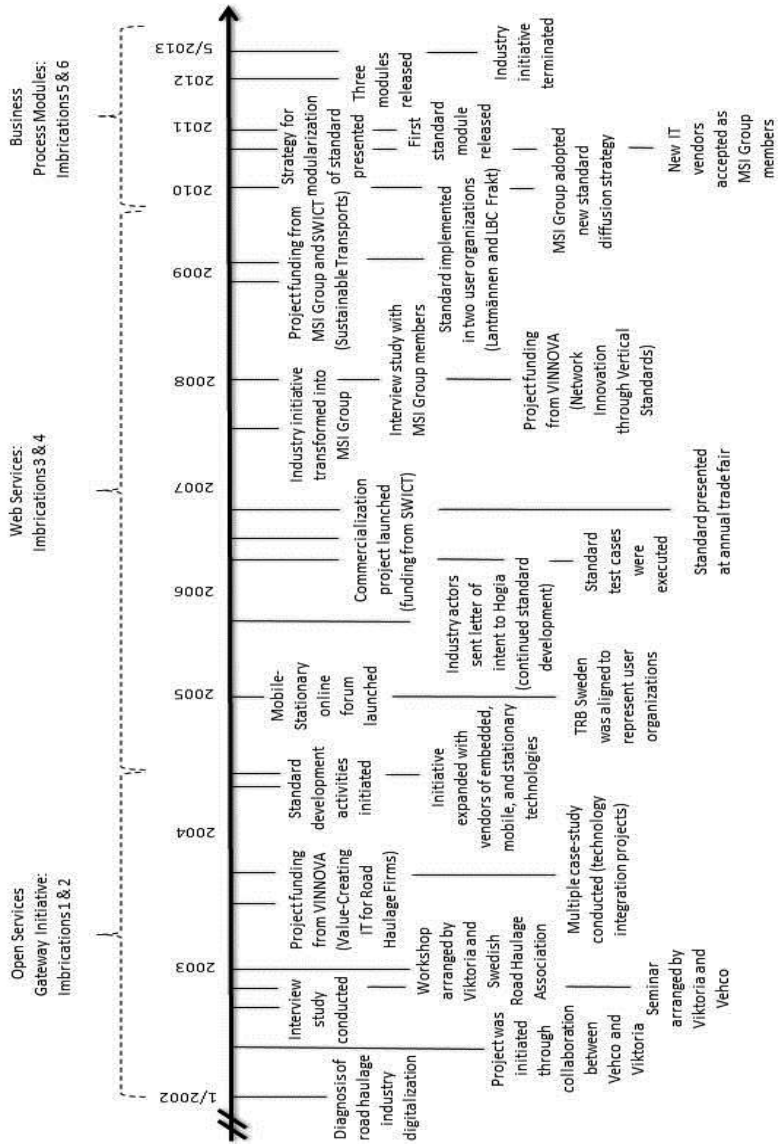 Open Services
Gateway Initiative:
Imbrications 1 & 2
Web Services:
Imbrications 3 & 4
Business
Process Modules:
Imbrications 5 & 6
1/2002
2003
2004
2005
2006
2007
2008
2009
2010
2011
2012
5/2013
Diagnosis of
road haulage
industry
digitalization
Project was
initiated
through
collaboration
between
Vehco and
Viktoria
Interview
study
conducted
Seminar
arranged by
Viktoria and
Vehco
Workshop
arranged by
Viktoria and
Swedish
Road Haulage
Association
Project funding
from VINNOVA
(Value-Creating
IT for Road
Haulage Firms)
Multiple case-study
conducted (technology
integration projects)
Standard
development
activities
initiated
Initiative
expanded with
vendors of embedded,
mobile, and stationary
technologies
Mobile-
Stationary
online
forum
launched
TRB Sweden
was aligned to
represent user
organizations
Industry actors
sent letter of
intent to Hogia
(continued standard
development)
Commercialization
project launched
(funding from SWICT)
Standard
test cases
were
executed
Standard presented
at annual trade fair
Industry initiative
transformed into
MSI Group
Interview study with
MSI Group members
Project funding
from VINNOVA
(Network
Innovation
through Vertical
Standards)
Project funding from
MSI Group and SWICT
(Sustainable Transports)
Standard implemented
in two user organizations
(Lantmännen and LBC Frakt)
MSI Group adopted
new standard
diffusion strategy
Strategy for
modularization
of standard
presented
First
standard
module
released
New IT
vendors
accepted as
MSI Group
members
Three
modules
released
Industry
initiative
terminated